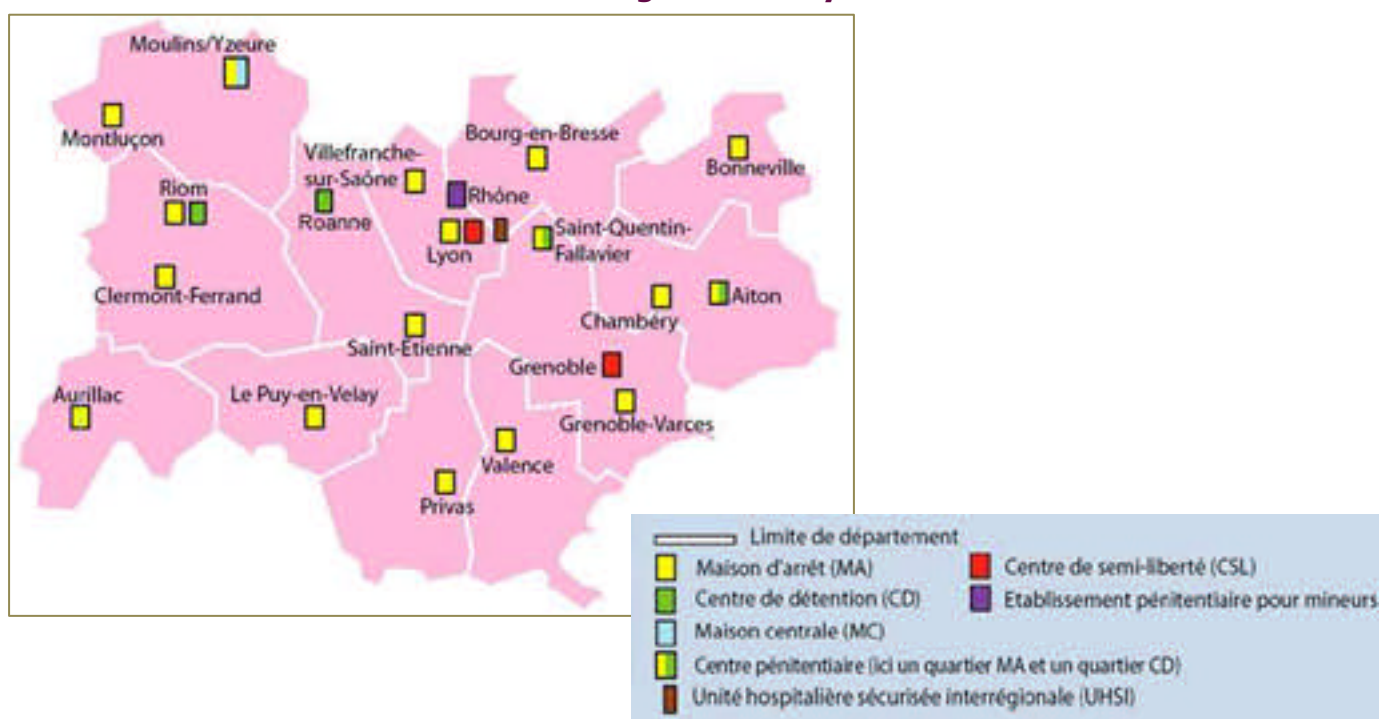 Moulins/Yzeure
Montluçon
Bourg-en-Bresse
Bonneville
Villefranche-
sur-Saône
Riom
Rhône
Roanne
Lyon
Saint-Quentin-
Fallavier
Clermont-Ferrand
Chambéry
Aiton
Saint-Etienne
Grenoble
Aurillac
Le Puy-en-Velay
Grenoble-Varces
Valence
Privas
Limite de département
Maison d'arrêt (MA)
Centre de détention (CD)
Maison centrale (MC)
Centre pénitentiaire (ici un quartier MA et un quartier CD)
Unité hospitalière sécurisée interrégionale (UHSI)
Centre de semi-liberté (CSL)
Etablissement pénitentiaire pour mineurs